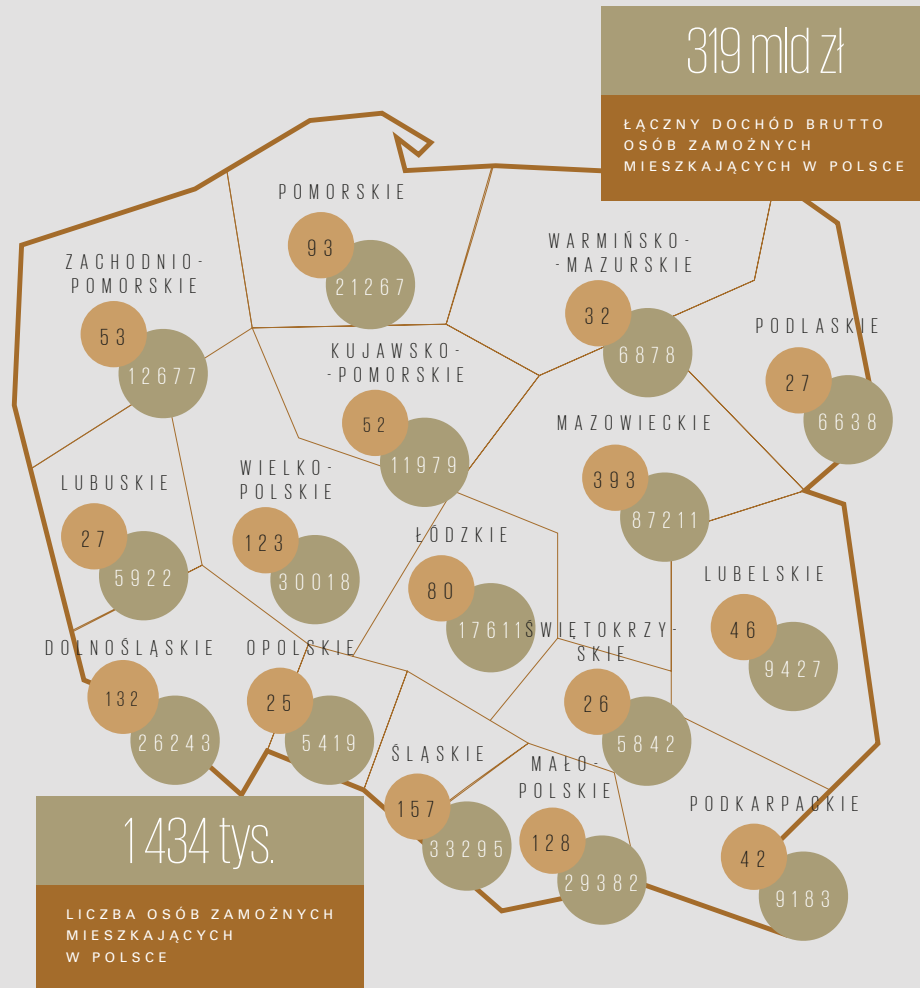 319 mld zł
ŁĄCZNY DOCHÓD BRUTTO
OSÓB ZAMOŻNYCH
MIESZKAJĄCYCH W POLSCE
POMORSKIE
93
21267
WARMIŃSKO-
-MAZURSKIE
32
6878
ZACHODNIO-
POMORSKIE
53
12677
PODLASKIE
27
6638
KUJAWSKO-
-POMORSKIE
52
11979
MAZOWIECKIE
393
87211
LUBUSKIE
27
5922
WIELKO-
POLSKIE
123
30018
ŁÓDZKIE
80
17611
LUBELSKIE
46
9427
DOLNOŚLĄSKIE
132
26243
OPOLSKIE
25
5419
ŚWIĘTOKRZY-
SKIE
26
5842
ŚLĄSKIE
157
33295
MAŁO-
POLSKIE
128
29382
PODKARPACKIE
42
9183
1 434 tys.
LICZBA OSÓB ZAMOŻNYCH
MIESZKAJĄCYCH
W POLSCE